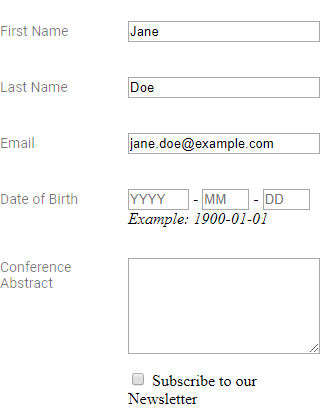 First Name Jane
Last Name Doe
Email jane.doe@example.com
Date of Birth YYYY - MM - DD
Example: 1900-01-01
Conference
Abstract
Subscribe to our
Newsletter